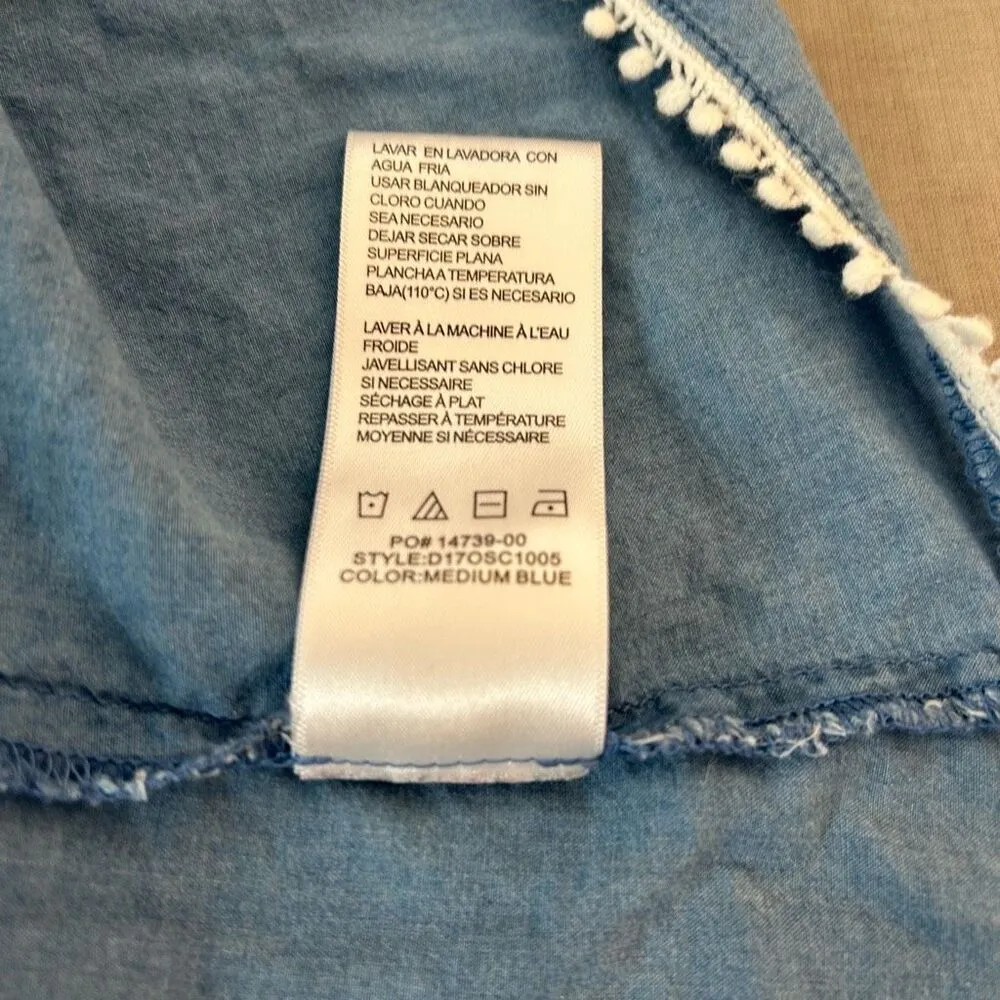 LAVAR EN LAVADORA CON
AGUA FRIA
USAR BLANQUEADOR SIN
CLORO CUANDO
SEA NECESARIO
DEJAR SECAR SOBRE
SUPERFICIE PLANA
PLANCHA A TEMPERATURA
BAJA(110°C) SI ES NECESARIO
LAVER À LA MACHINE À L'EAU
FROIDE
JAVELLISANT SANS CHLORE
SI NECESSAIRE
SÉCHAGE À PLAT
REPASSER À TEMPÉRATURE
MOYENNE SI NÉCESSAIRE
PO# 14739-00
STYLE:D17OSC1005
COLOR:MEDIUM BLUE